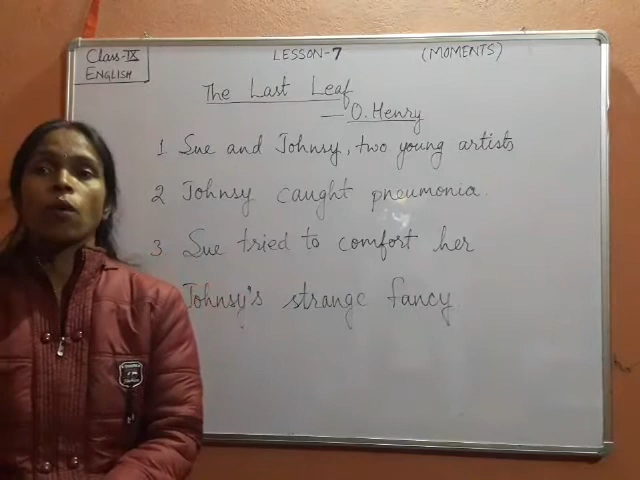 Class-IX
ENGLISH
LESSON-7
(MOMENTS)
The Last Leaf
— O. Henry
1 Sue and Johnsy, two young artists
2 Johnsy caught pneumonia.
3 Sue tried to comfort her
Johnsy's strange fancy.